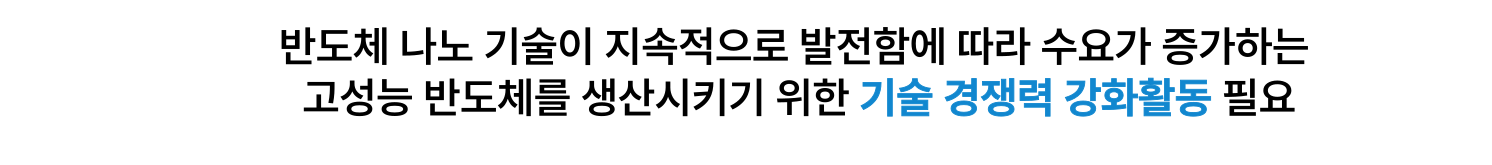 반도체 나노 기술이 지속적으로 발전함에 따라 수요가 증가하는
고성능 반도체를 생산시키기 위한 기술 경쟁력 강화활동 필요